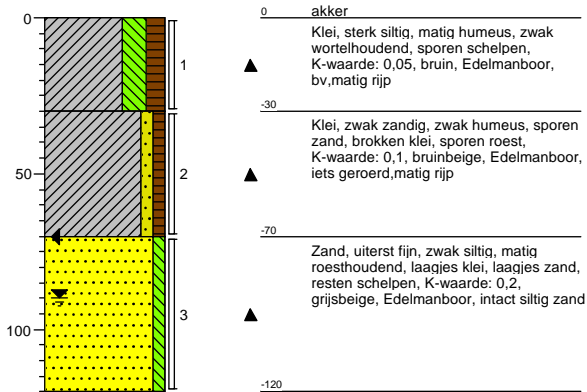 0
akker
0
Klei, sterk siltig, matig humeus, zwak
wortelhoudend, sporen schelpen,
K-waarde: 0,05, bruin, Edelmanboor,
bv,matig rijp
1
-30
Klei, zwak zandig, zwak humeus, sporen
zand, brokken klei, sporen roest,
K-waarde: 0,1, bruinbeige, Edelmanboor,
iets geroerd,matig rijp
50
2
-70
Zand, uiterst fijn, zwak siltig, matig
roesthoudend, laagjes klei, laagjes zand,
resten schelpen, K-waarde: 0,2,
grijsbeige, Edelmanboor, intact siltig zand
3
100
-120